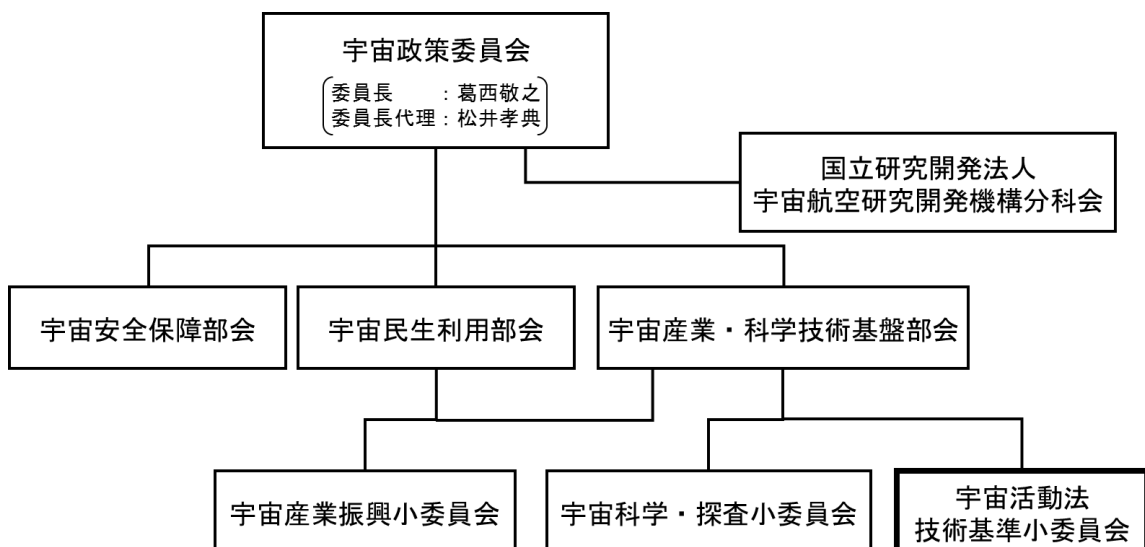 宇宙政策委員会
委員長　　：葛西敬之
委員長代理：松井孝典
国立研究開発法人
宇宙航空研究開発機構分科会
宇宙安全保障部会
宇宙民生利用部会
宇宙産業・科学技術基盤部会
宇宙産業振興小委員会
宇宙科学・探査小委員会
宇宙活動法
技術基準小委員会